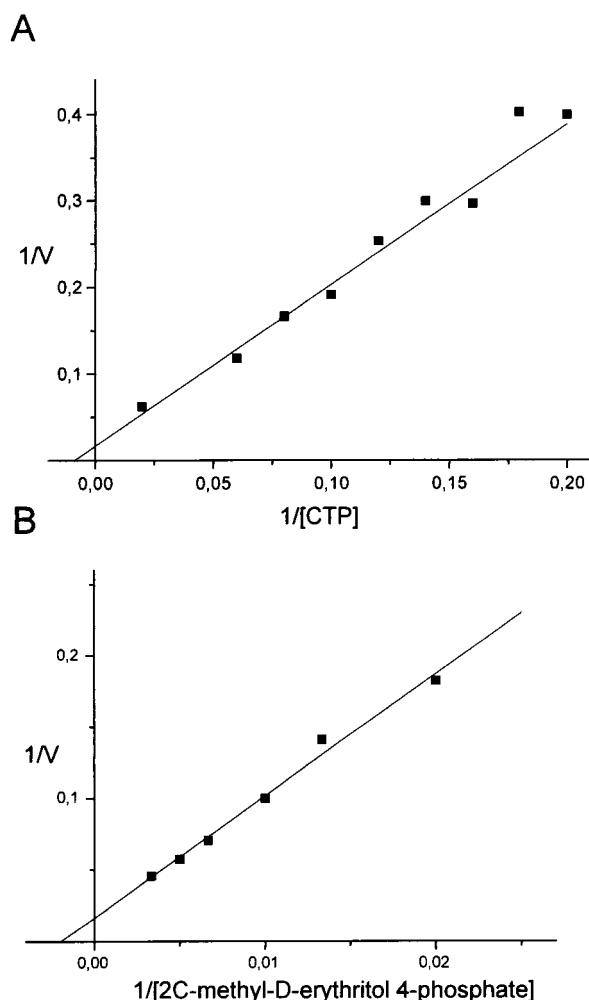 A
0,4
0,3
1/V
0,2
0,1
0,00 0,05 0,10 0,15 0,20
1/[CTP]
B
0,2
1/V
0,1
0,00 0,01 0,02
1/[2C-methyl-D-erythritol 4-phosphate]